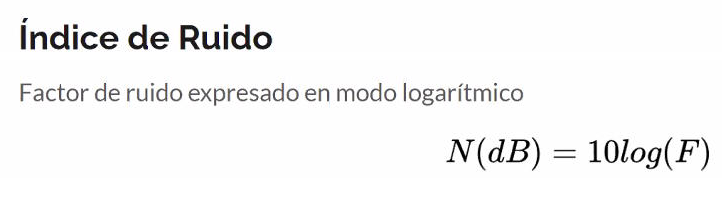 Índice de Ruido
Factor de ruido expresado en modo logarítmico
N(dB) = 10log(F)